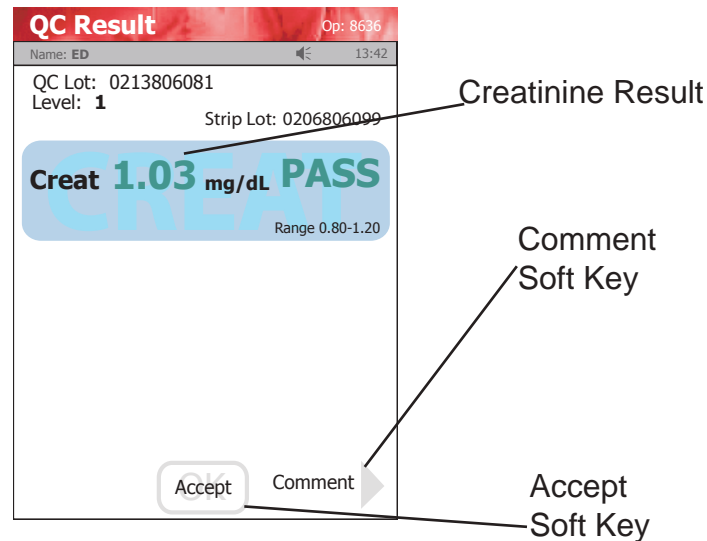 QC Result Op: 8636
Name: ED 13:42
QC Lot: 0213806081
Level: 1
Strip Lot: 0206806099
Creatinine Result
CREAT
Creat 1.03 mg/dL PASS
Range 0.80-1.20
Comment
Soft Key
OK
Accept
Comment
Accept
Soft Key